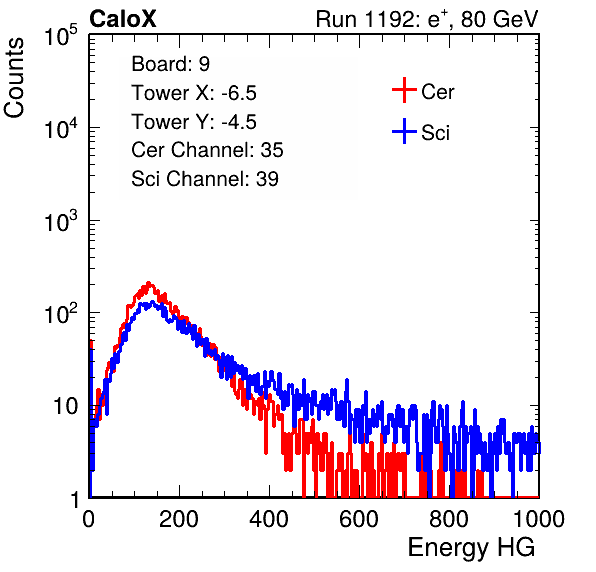 CaloX Run 1192: e⁺, 80 GeV
Counts
Board: 9
Tower X: -6.5
Tower Y: -4.5
Cer Channel: 35
Sci Channel: 39
Cer
Sci
10⁵
10⁴
10³
10²
10
1
0 200 400 600 800 1000
Energy HG